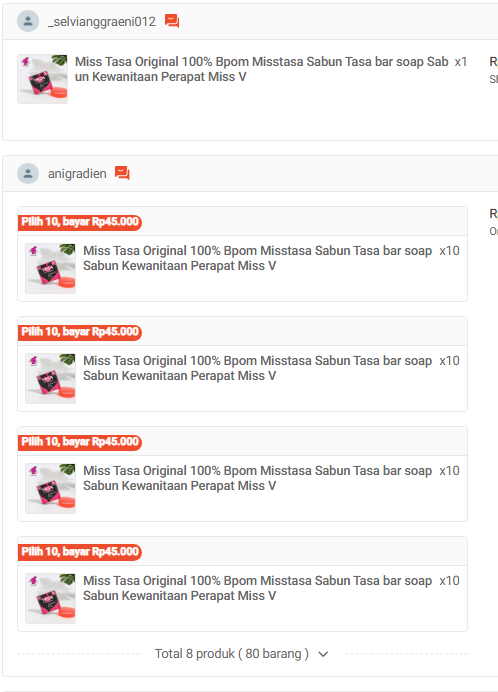 _selvianggraeni012
Miss Tasa Original 100% Bpom Misstasa Sabun Tasa bar soap Sab x1
un Kewanitaan Perapat Miss V
anigradien
Pilih 10, bayar Rp45.000
Miss Tasa Original 100% Bpom Misstasa Sabun Tasa bar soap x10
Sabun Kewanitaan Perapat Miss V
Pilih 10, bayar Rp45.000
Miss Tasa Original 100% Bpom Misstasa Sabun Tasa bar soap x10
Sabun Kewanitaan Perapat Miss V
Pilih 10, bayar Rp45.000
Miss Tasa Original 100% Bpom Misstasa Sabun Tasa bar soap x10
Sabun Kewanitaan Perapat Miss V
Pilih 10, bayar Rp45.000
Miss Tasa Original 100% Bpom Misstasa Sabun Tasa bar soap x10
Sabun Kewanitaan Perapat Miss V
Total 8 produk ( 80 barang )